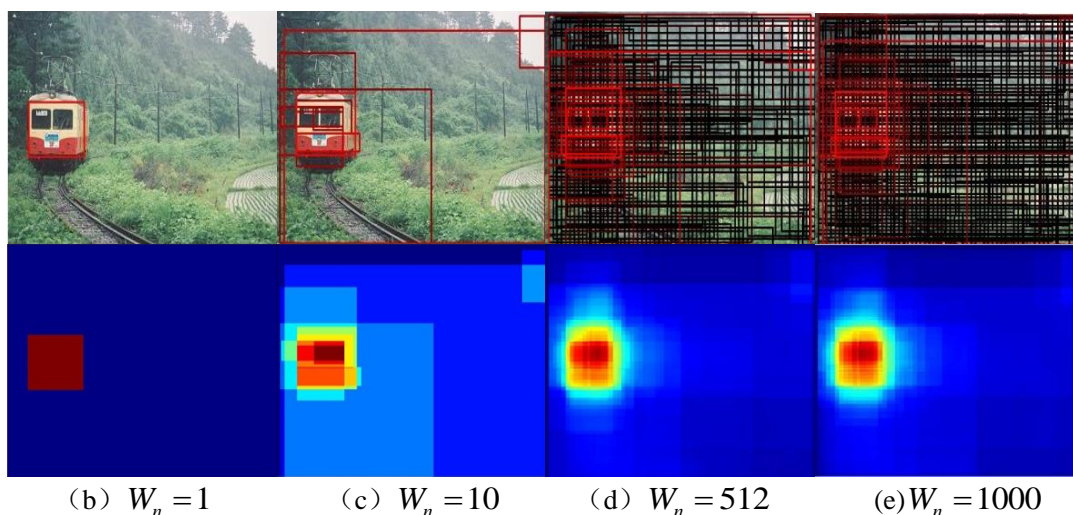 （b）W_n = 1
（c）W_n = 10
（d）W_n = 512
(e) W_n = 1000